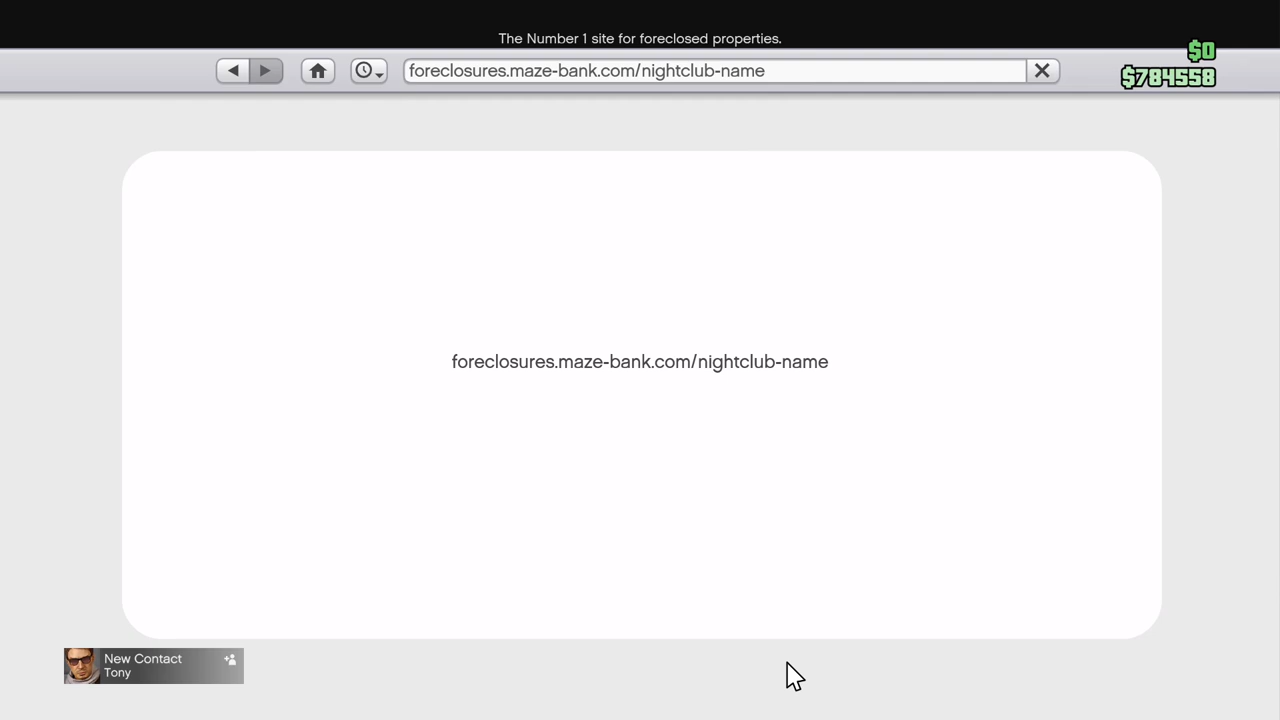 The Number 1 site for foreclosed properties.
$0
foreclosures.maze-bank.com/nightclub-name
$784558
foreclosures.maze-bank.com/nightclub-name
New Contact
Tony